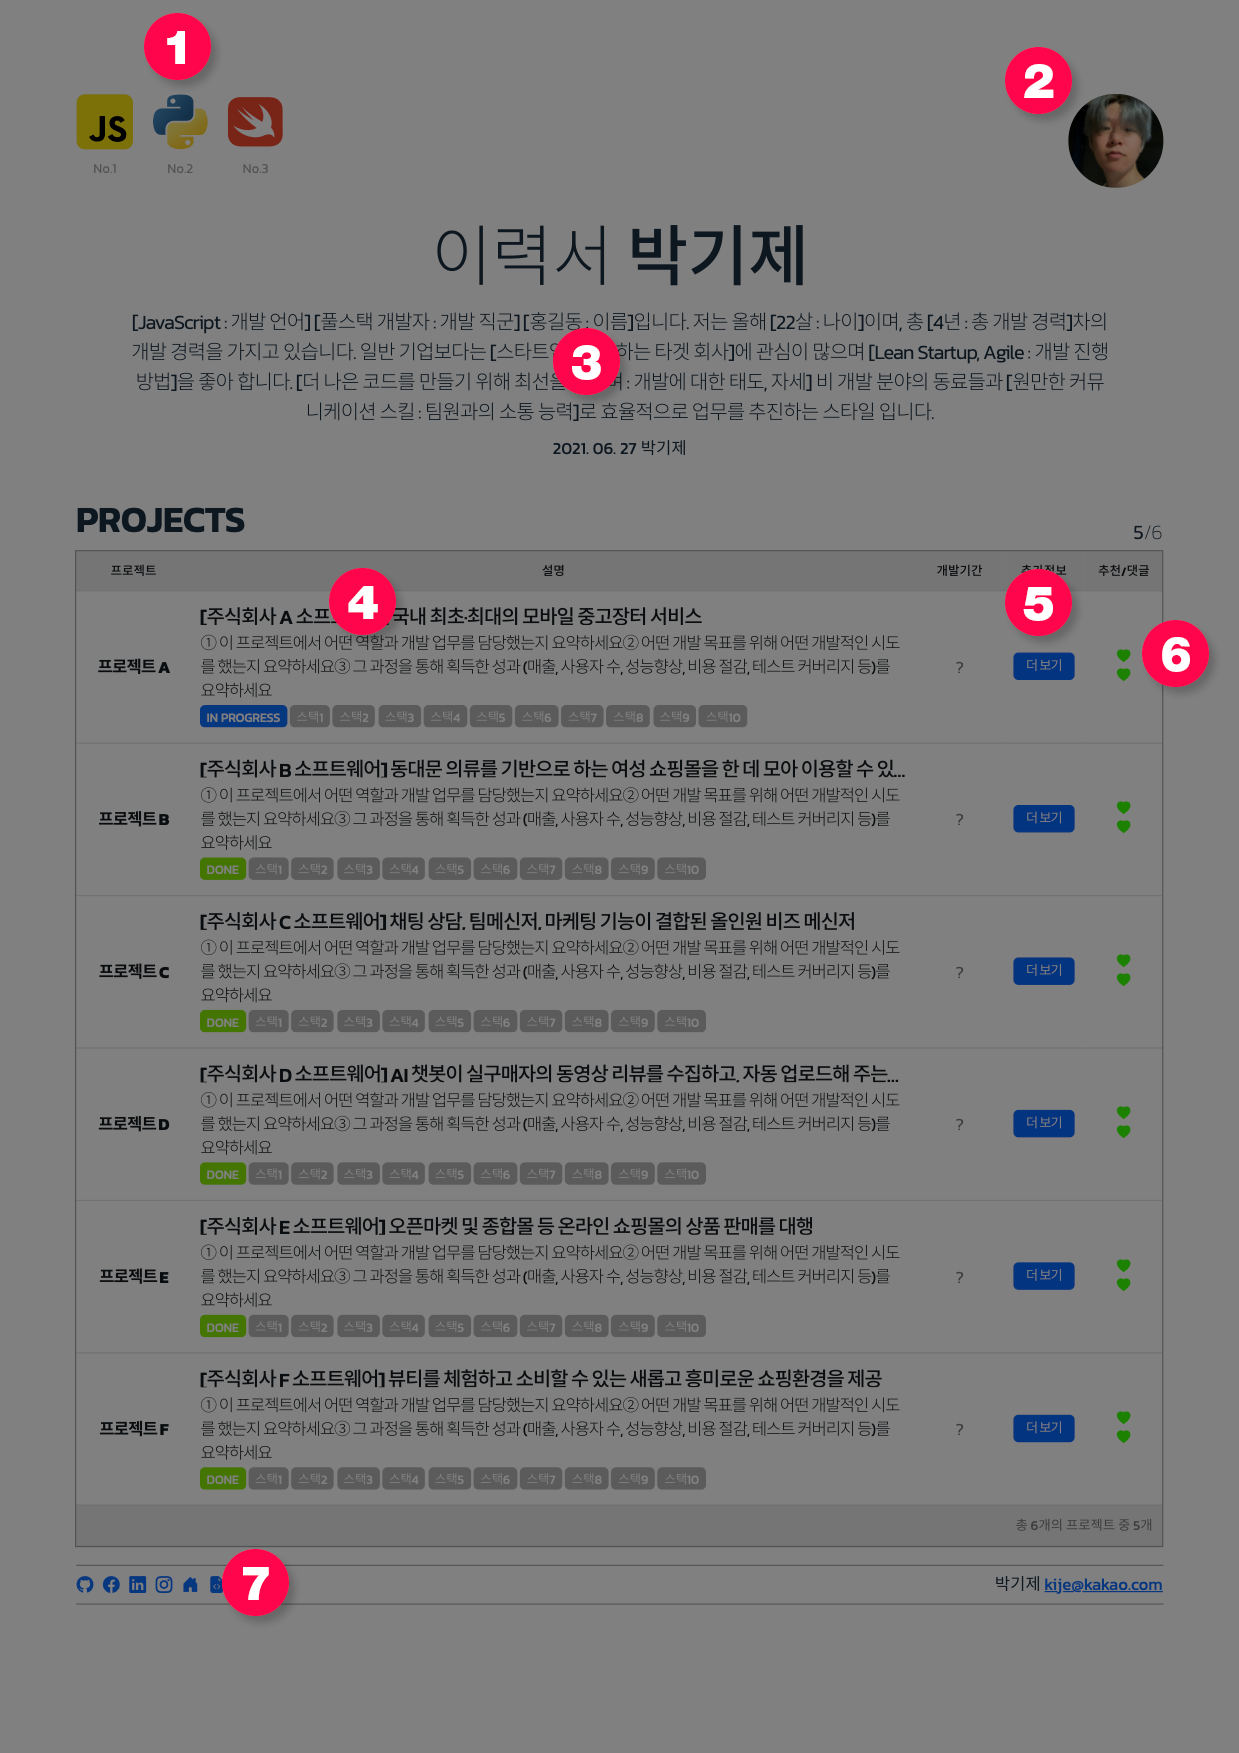 1
2
JS
No.1 No.2 No.3
이력서 박기제
[JavaScript : 개발 언어] [풀스택 개발자 : 개발 직군] [홍길동 : 이름]입니다. 저는 올해 [22살 : 나이]이며, 총 [4년 : 총 개발 경력]차의
개발 경력을 가지고 있습니다. 일반 기업보다는 [스타트 하는 타겟 회사]에 관심이 많으며 [Lean Startup, Agile : 개발 진행
3
방법]을 좋아 합니다. [더 나은 코드를 만들기 위해 최선을 : 개발에 대한 태도, 자세] 비 개발 분야의 동료들과 [원만한 커뮤
니케이션 스킬 : 팀원과의 소통 능력]로 효율적으로 업무를 추진하는 스타일 입니다.
2021. 06. 27 박기제
PROJECTS
5/6
프로젝트 설명 개발기간 추가정보 추천/댓글
4
5
6
[주식회사 A 소프 국내 최초·최대의 모바일 중고장터 서비스
① 이 프로젝트에서 어떤 역할과 개발 업무를 담당했는지 요약하세요② 어떤 개발 목표를 위해 어떤 개발적인 시도
를 했는지 요약하세요③ 그 과정을 통해 획득한 성과 (매출, 사용자 수, 성능향상, 비용 절감, 테스트 커버리지 등)를
프로젝트 A ? 더보기
요약하세요
IN PROGRESS 스택1 스택2 스택3 스택4 스택5 스택6 스택7 스택8 스택9 스택10
[주식회사 B 소프트웨어] 동대문 의류를 기반으로 하는 여성 쇼핑몰을 한 데 모아 이용할 수 있...
① 이 프로젝트에서 어떤 역할과 개발 업무를 담당했는지 요약하세요② 어떤 개발 목표를 위해 어떤 개발적인 시도
를 했는지 요약하세요③ 그 과정을 통해 획득한 성과 (매출, 사용자 수, 성능향상, 비용 절감, 테스트 커버리지 등)를
프로젝트 B ? 더보기
요약하세요
DONE 스택1 스택2 스택3 스택4 스택5 스택6 스택7 스택8 스택9 스택10
[주식회사 C 소프트웨어] 채팅 상담, 팀메신저, 마케팅 기능이 결합된 올인원 비즈 메신저
① 이 프로젝트에서 어떤 역할과 개발 업무를 담당했는지 요약하세요② 어떤 개발 목표를 위해 어떤 개발적인 시도
를 했는지 요약하세요③ 그 과정을 통해 획득한 성과 (매출, 사용자 수, 성능향상, 비용 절감, 테스트 커버리지 등)를
프로젝트 C ? 더보기
요약하세요
DONE 스택1 스택2 스택3 스택4 스택5 스택6 스택7 스택8 스택9 스택10
[주식회사 D 소프트웨어] AI 챗봇이 실구매자의 동영상 리뷰를 수집하고, 자동 업로드해 주는...
① 이 프로젝트에서 어떤 역할과 개발 업무를 담당했는지 요약하세요② 어떤 개발 목표를 위해 어떤 개발적인 시도
를 했는지 요약하세요③ 그 과정을 통해 획득한 성과 (매출, 사용자 수, 성능향상, 비용 절감, 테스트 커버리지 등)를
프로젝트 D ? 더보기
요약하세요
DONE 스택1 스택2 스택3 스택4 스택5 스택6 스택7 스택8 스택9 스택10
[주식회사 E 소프트웨어] 오픈마켓 및 종합몰 등 온라인 쇼핑몰의 상품 판매를 대행
① 이 프로젝트에서 어떤 역할과 개발 업무를 담당했는지 요약하세요② 어떤 개발 목표를 위해 어떤 개발적인 시도
를 했는지 요약하세요③ 그 과정을 통해 획득한 성과 (매출, 사용자 수, 성능향상, 비용 절감, 테스트 커버리지 등)를
프로젝트 E ? 더보기
요약하세요
DONE 스택1 스택2 스택3 스택4 스택5 스택6 스택7 스택8 스택9 스택10
[주식회사 F 소프트웨어] 뷰티를 체험하고 소비할 수 있는 새롭고 흥미로운 쇼핑환경을 제공
① 이 프로젝트에서 어떤 역할과 개발 업무를 담당했는지 요약하세요② 어떤 개발 목표를 위해 어떤 개발적인 시도
를 했는지 요약하세요③ 그 과정을 통해 획득한 성과 (매출, 사용자 수, 성능향상, 비용 절감, 테스트 커버리지 등)를
프로젝트 F ? 더보기
요약하세요
DONE 스택1 스택2 스택3 스택4 스택5 스택6 스택7 스택8 스택9 스택10
총 6개의 프로젝트 중 5개
7
박기제 kije@kakao.com